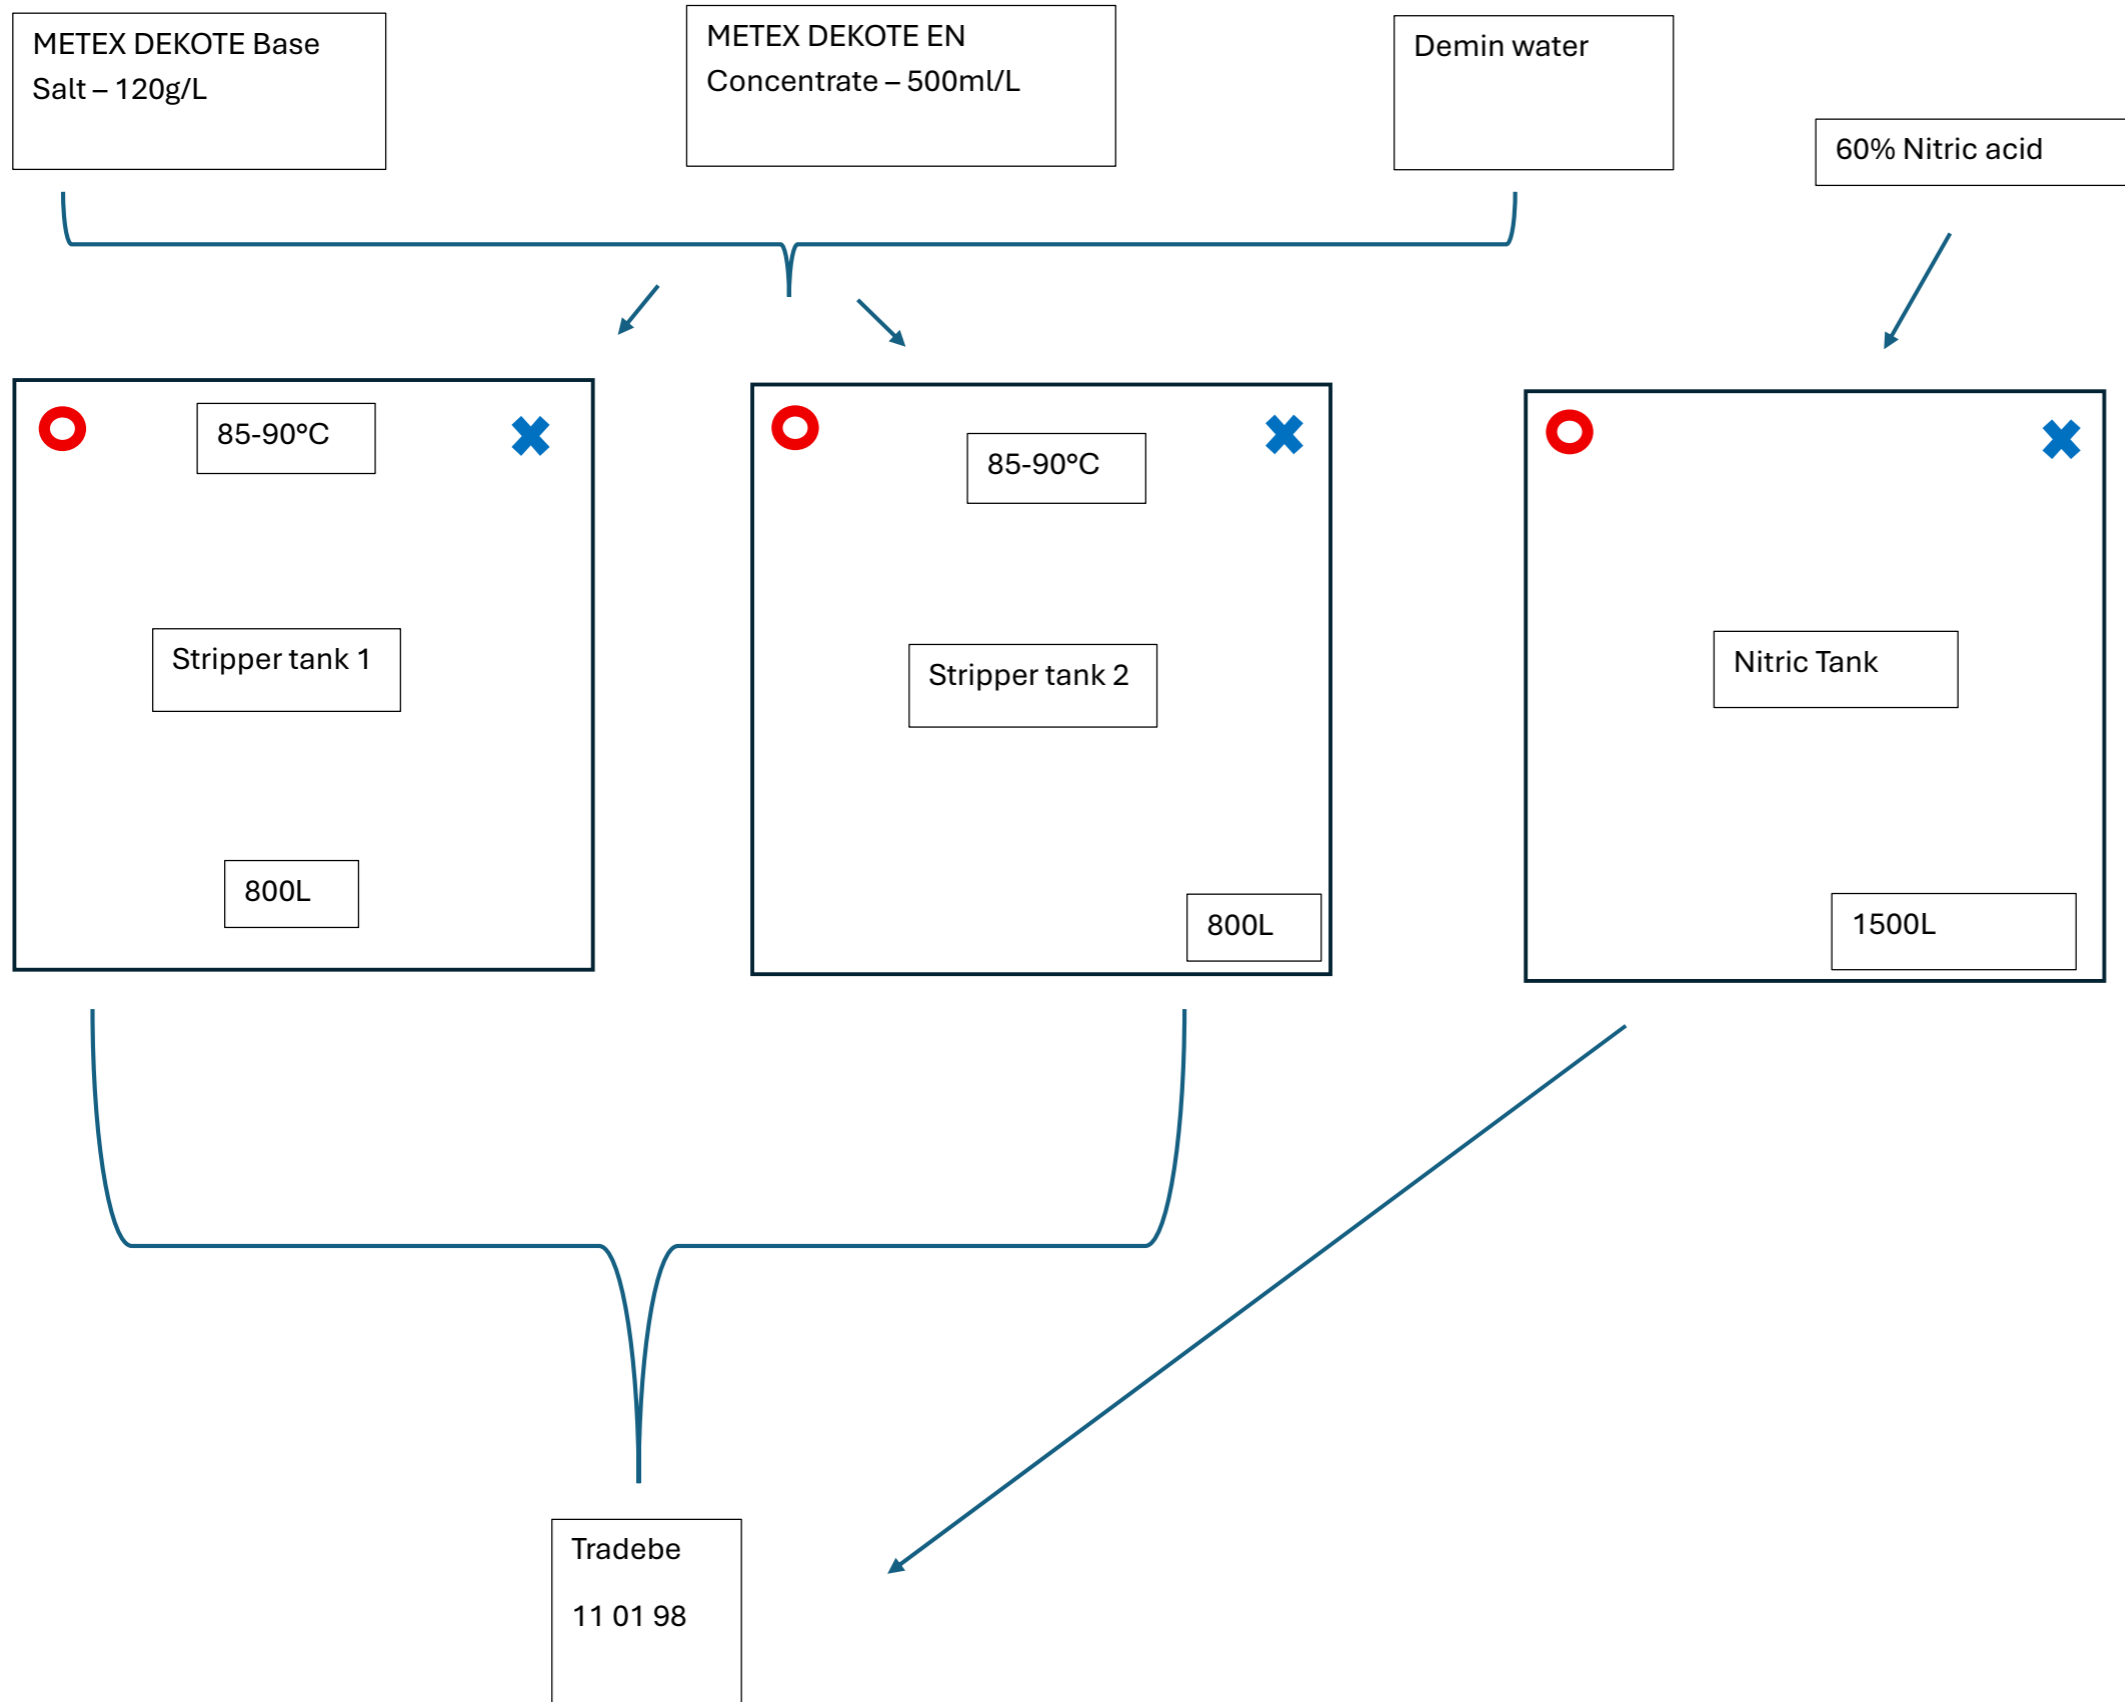 METEX DEKOTE Base
Salt – 120g/L
METEX DEKOTE EN
Concentrate – 500ml/L
Demin water
60% Nitric acid
85-90°C
Stripper tank 1
800L
85-90°C
Stripper tank 2
800L
Nitric Tank
1500L
Tradebe
11 01 98